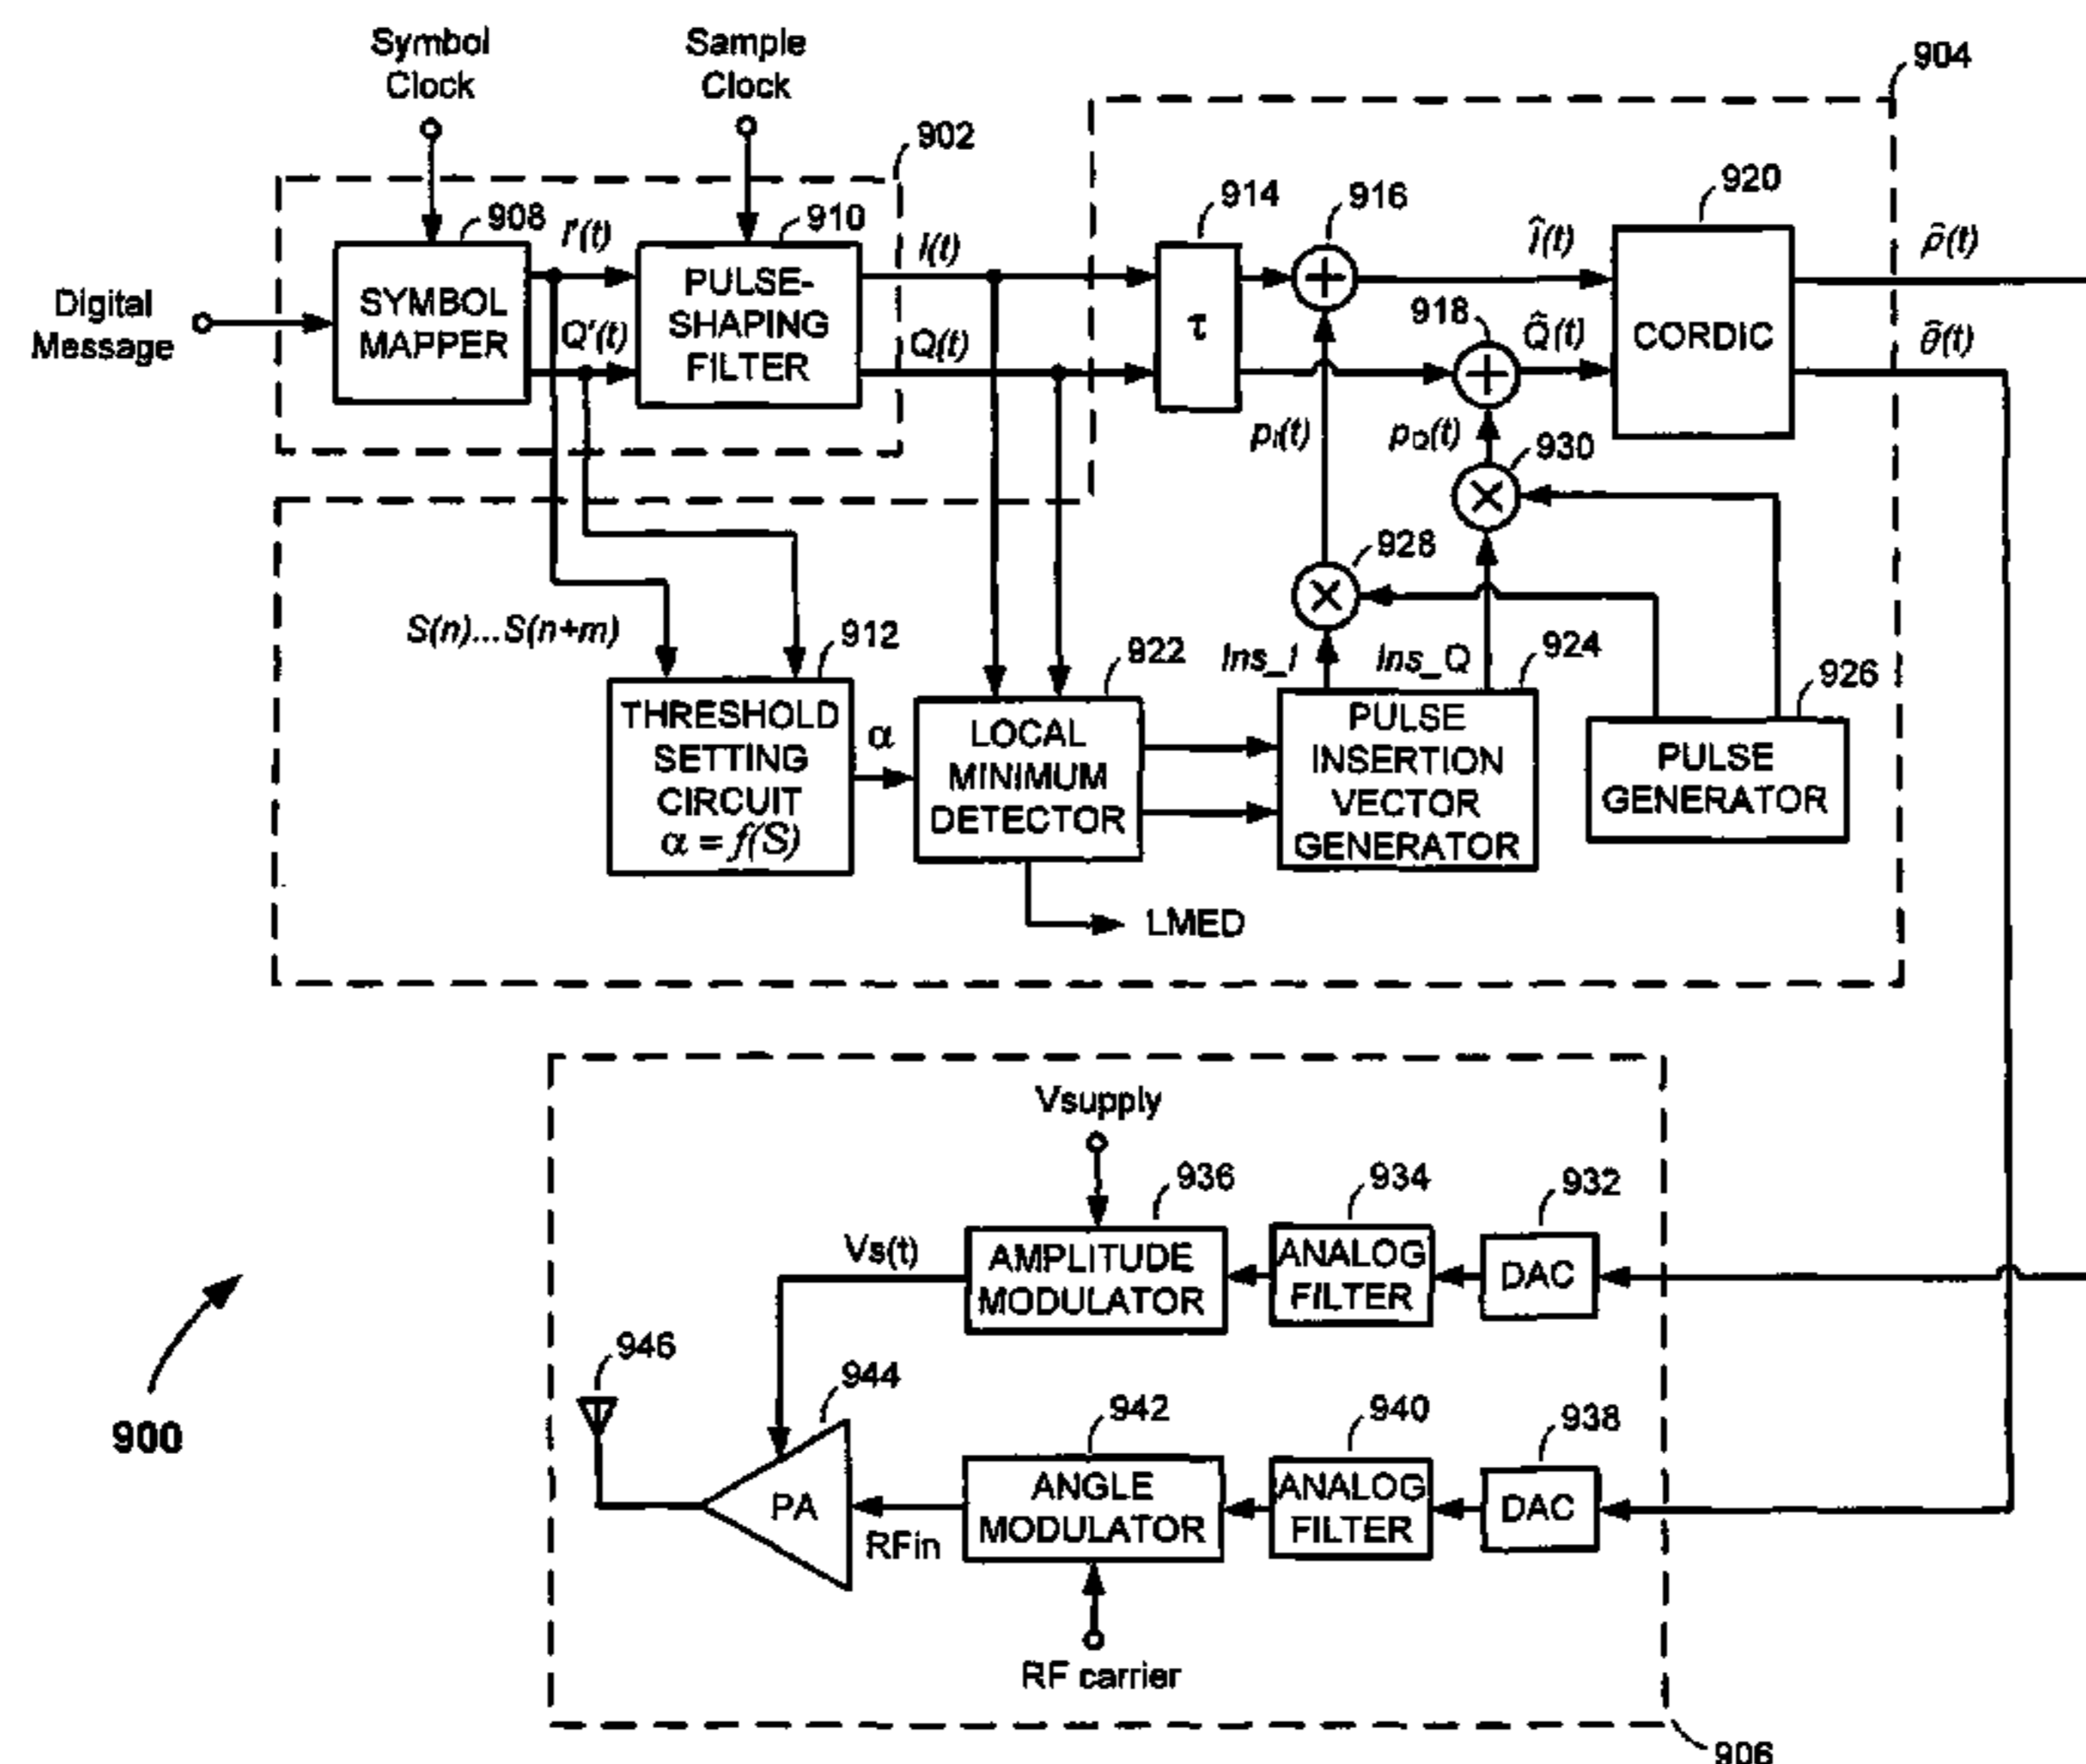 Symbol
Clock
Sample
Clock
904
902
908
I'(t)
910
I(t)
914
916
Î(t)
920
ρ̂(t)
Digital
Message
SYMBOL
MAPPER
Q'(t)
PULSE-
SHAPING
FILTER
Q(t)
τ
+
918
+
Q̂(t)
CORDIC
θ̂(t)
p_I(t)
p_Q(t)
930
×
928
×
S(n)...S(n+m)
912
922
Ins_I
Ins_Q
924
926
THRESHOLD
SETTING
CIRCUIT
α = f(S)
α
LOCAL
MINIMUM
DETECTOR
PULSE
INSERTION
VECTOR
GENERATOR
PULSE
GENERATOR
LMED
Vsupply
936
934
932
Vs(t)
AMPLITUDE
MODULATOR
ANALOG
FILTER
DAC
900
946
944
942
940
938
PA
RFin
ANGLE
MODULATOR
ANALOG
FILTER
DAC
RF carrier
906